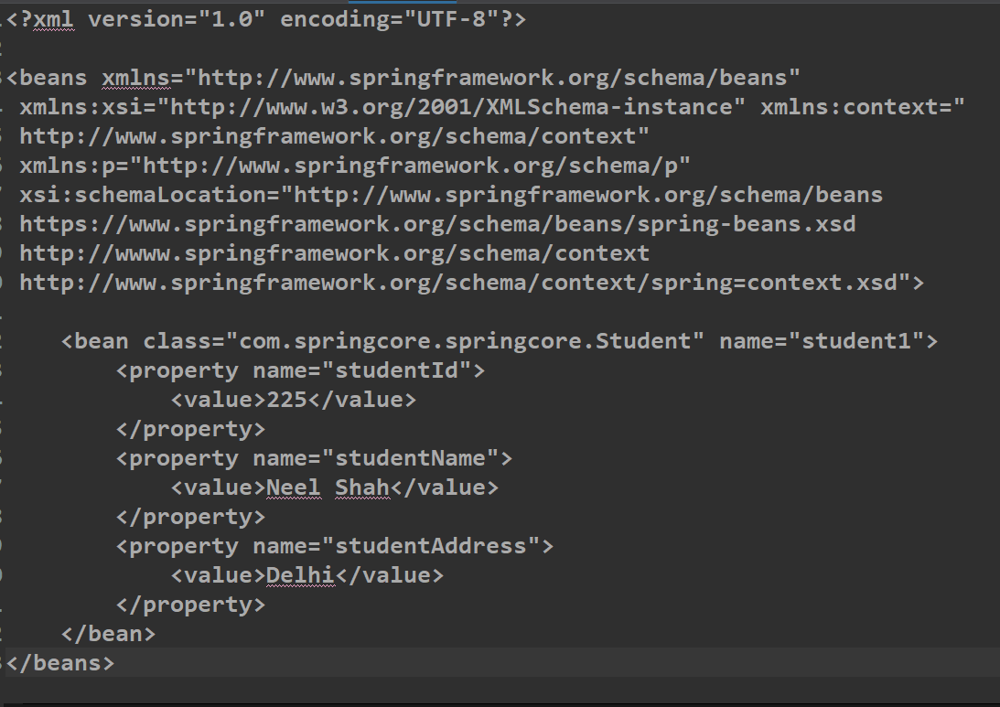 <?xml version="1.0" encoding="UTF-8"?>
<beans xmlns="http://www.springframework.org/schema/beans"
xmlns:xsi="http://www.w3.org/2001/XMLSchema-instance" xmlns:context="
http://www.springframework.org/schema/context"
xmlns:p="http://www.springframework.org/schema/p"
xsi:schemaLocation="http://www.springframework.org/schema/beans
https://www.springframework.org/schema/beans/spring-beans.xsd
http://wwww.springframework.org/schema/context
http://www.springframework.org/schema/context/spring=context.xsd">
<bean class="com.springcore.springcore.Student" name="student1">
<property name="studentId">
<value>225</value>
</property>
<property name="studentName">
<value>Neel Shah</value>
</property>
<property name="studentAddress">
<value>Delhi</value>
</property>
</bean>
</beans>